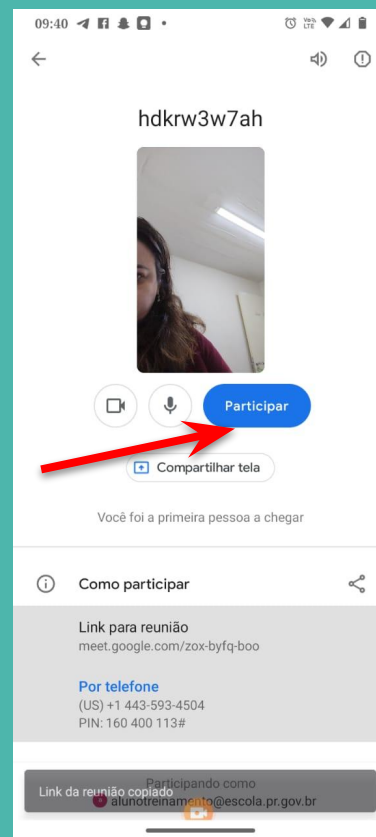 09:40
Vo))
LTE
hdkrw3w7ah
Participar
Compartilhar tela
Você foi a primeira pessoa a chegar
Como participar
Link para reunião
meet.google.com/zox-byfq-boo
Por telefone
(US) +1 443-593-4504
PIN: 160 400 113#
Participando como
Link da reunião copiado
alunotreinamento@escola.pr.gov.br